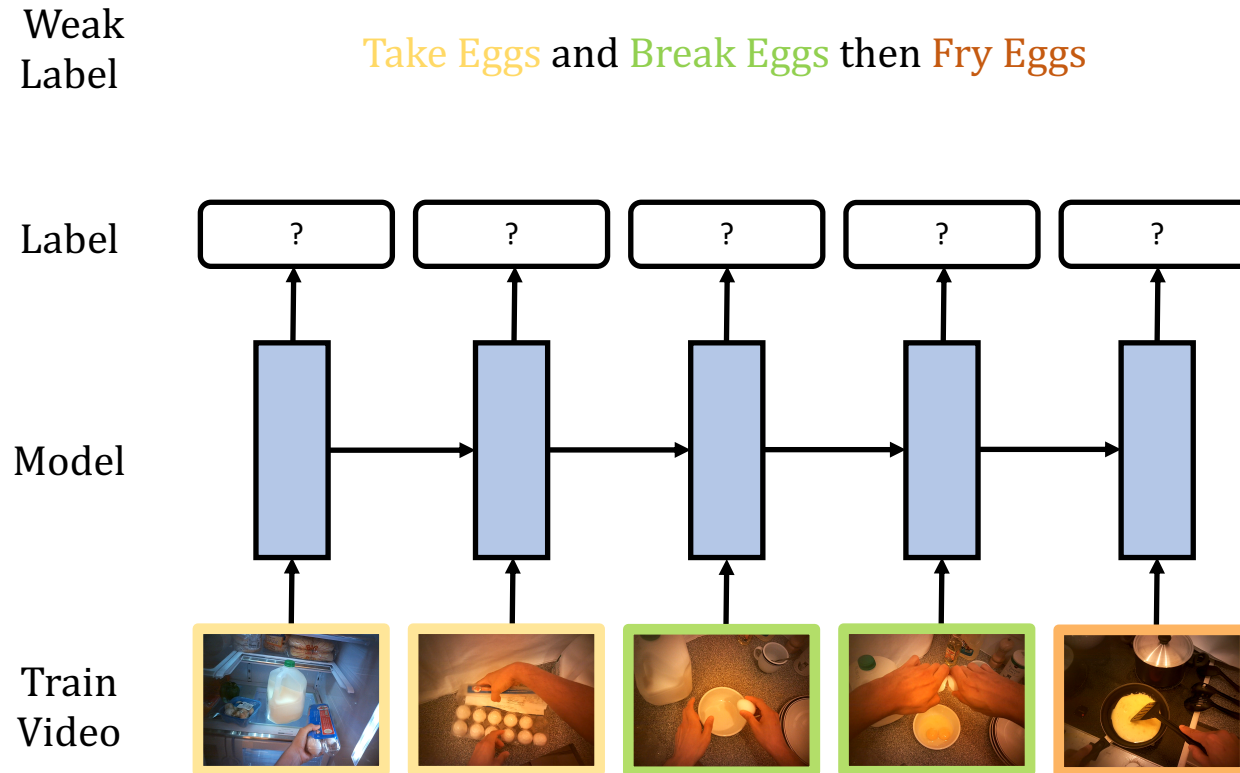 Weak
Label
Take Eggs and Break Eggs then Fry Eggs
Label
?
?
?
?
?
Model
Train
Video